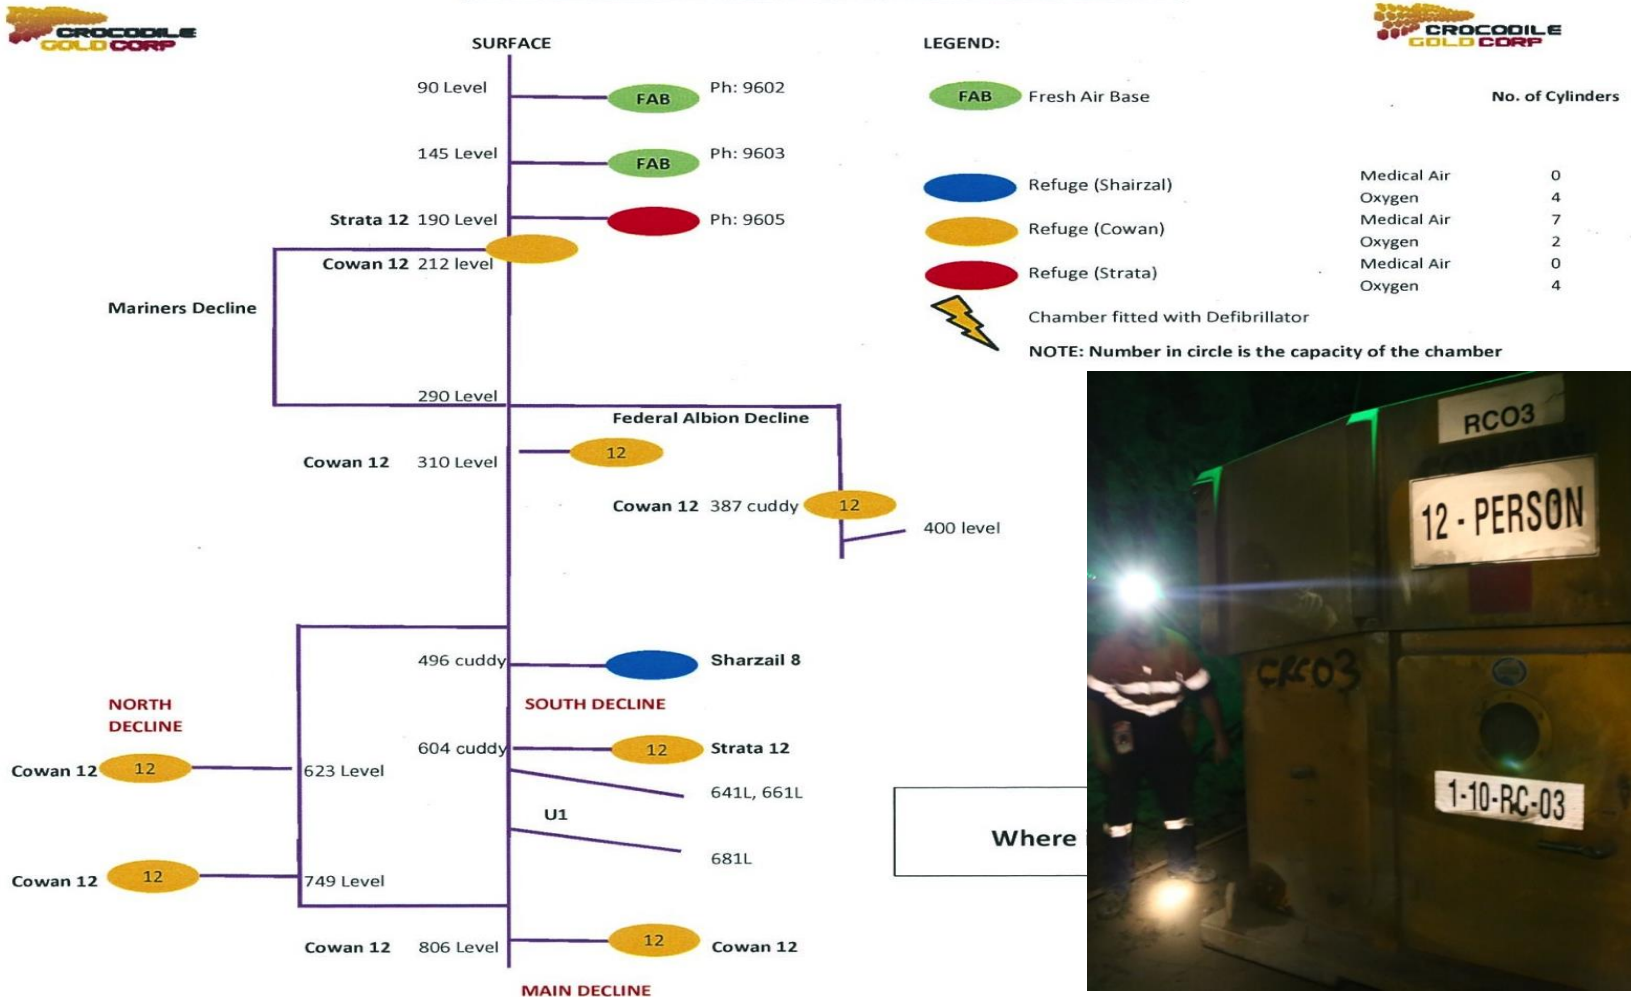 CROCODILE
GOLD CORP
CROCODILE
GOLD CORP
SURFACE
90 Level
FAB
Ph: 9602
145 Level
FAB
Ph: 9603
Strata 12 190 Level
Ph: 9605
Cowan 12 212 level
Mariners Decline
290 Level
Federal Albion Decline
Cowan 12 310 Level
12
Cowan 12 387 cuddy
12
400 level
496 cuddy
Sharzail 8
NORTH
DECLINE
SOUTH DECLINE
604 cuddy
12
Strata 12
Cowan 12
12
623 Level
641L, 661L
U1
681L
Cowan 12
12
749 Level
Cowan 12 806 Level
12
Cowan 12
MAIN DECLINE
LEGEND:
FAB Fresh Air Base
No. of Cylinders
Refuge (Shairzal)
Medical Air 0
Oxygen 4
Refuge (Cowan)
Medical Air 7
Oxygen 2
Refuge (Strata)
Medical Air 0
Oxygen 4
Chamber fitted with Defibrillator
NOTE: Number in circle is the capacity of the chamber
Where
RCO3
12 - PERSON
CRC03
1-10-RC-03